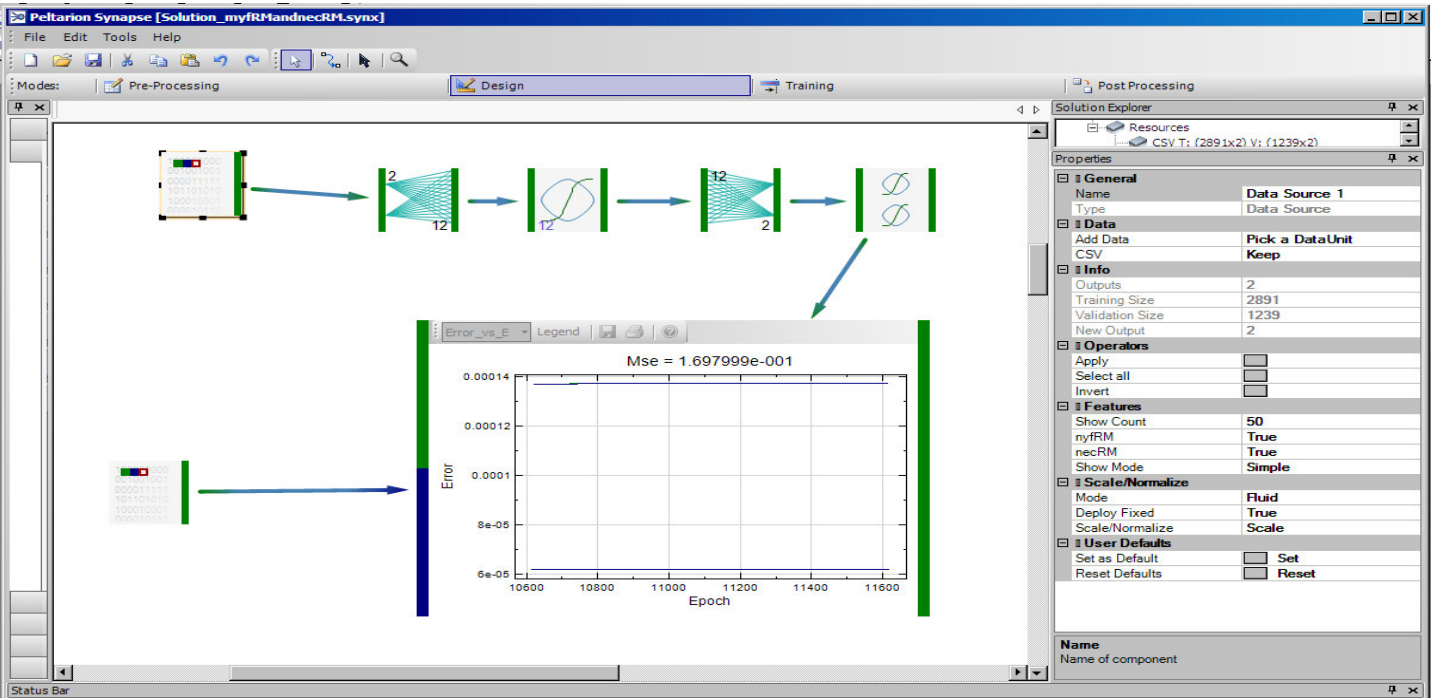 Peltarion Synapse [Solution_myfRMandnecRM.synx]
File Edit Tools Help
Modes: Pre-Processing Design Training Post Processing
Solution Explorer
Resources
CSV T: (2891x2) V: (1239x2)
Properties
General
Name Data Source 1
Type Data Source
Data
Add Data Pick a DataUnit
CSV Keep
Info
Outputs 2
Training Size 2891
Validation Size 1239
New Output 2
Operators
Apply
Select all
Invert
Features
Show Count 50
nyfRM True
necRM True
Show Mode Simple
Scale/Normalize
Mode Fluid
Deploy Fixed True
Scale/Normalize Scale
User Defaults
Set as Default Set
Reset Defaults Reset
Name
Name of component
2 12
12
12 2
Error_vs_E Legend
Mse = 1.697999e-001
0.00014
0.00012
0.0001
8e-05
6e-05
Error
10600 10800 11000 11200 11400 11600
Epoch
Status Bar